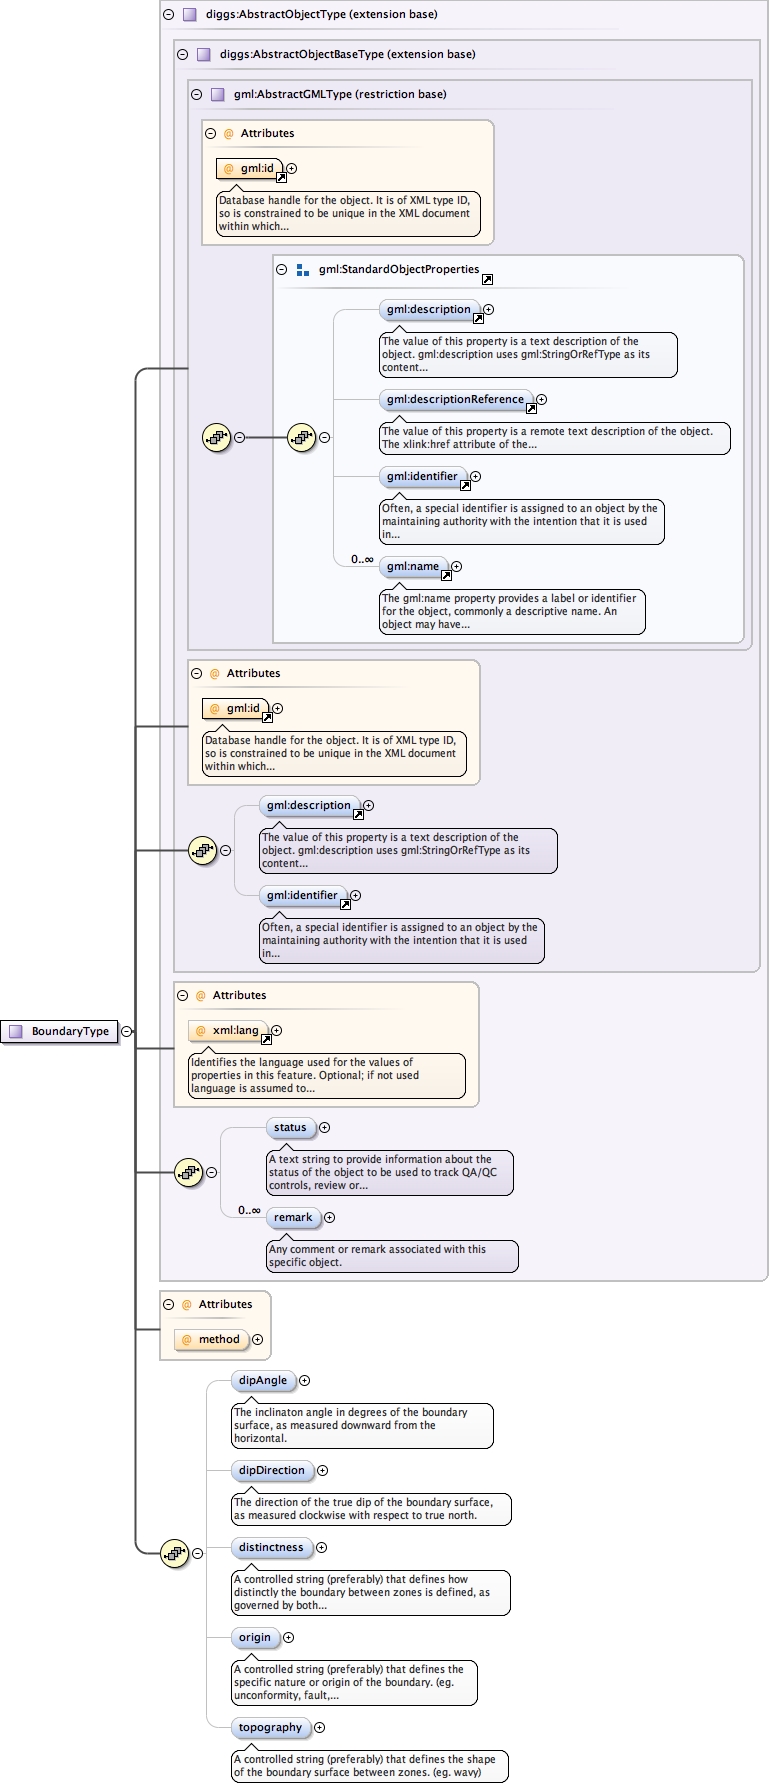 diggs:AbstractObjectType (extension base)
diggs:AbstractObjectBaseType (extension base)
gml:AbstractGMLType (restriction base)
@ Attributes
@ gml:id
Database handle for the object. It is of XML type ID,
so is constrained to be unique in the XML document
within which...
gml:StandardObjectProperties
gml:description
The value of this property is a text description of the
object. gml:description uses gml:StringOrRefType as its
content...
gml:descriptionReference
The value of this property is a remote text description of the object.
The xlink:href attribute of the...
gml:identifier
Often, a special identifier is assigned to an object by the
maintaining authority with the intention that it is used
in...
0..∞
gml:name
The gml:name property provides a label or identifier
for the object, commonly a descriptive name. An
object may have...
@ Attributes
@ gml:id
Database handle for the object. It is of XML type ID,
so is constrained to be unique in the XML document
within which...
gml:description
The value of this property is a text description of the
object. gml:description uses gml:StringOrRefType as its
content...
gml:identifier
Often, a special identifier is assigned to an object by the
maintaining authority with the intention that it is used
in...
@ Attributes
BoundaryType
@ xml:lang
Identifies the language used for the values of
properties in this feature. Optional; if not used
language is assumed to...
status
A text string to provide information about the
status of the object to be used to track QA/QC
controls, review or...
0..∞
remark
Any comment or remark associated with this
specific object.
@ Attributes
@ method
dipAngle
The inclinaton angle in degrees of the boundary
surface, as measured downward from the
horizontal.
dipDirection
The direction of the true dip of the boundary surface,
as measured clockwise with respect to true north.
distinctness
A controlled string (preferably) that defines how
distinctly the boundary between zones is defined, as
governed by both...
origin
A controlled string (preferably) that defines the
specific nature or origin of the boundary. (eg.
unconformity, fault,...
topography
A controlled string (preferably) that defines the shape
of the boundary surface between zones. (eg. wavy)